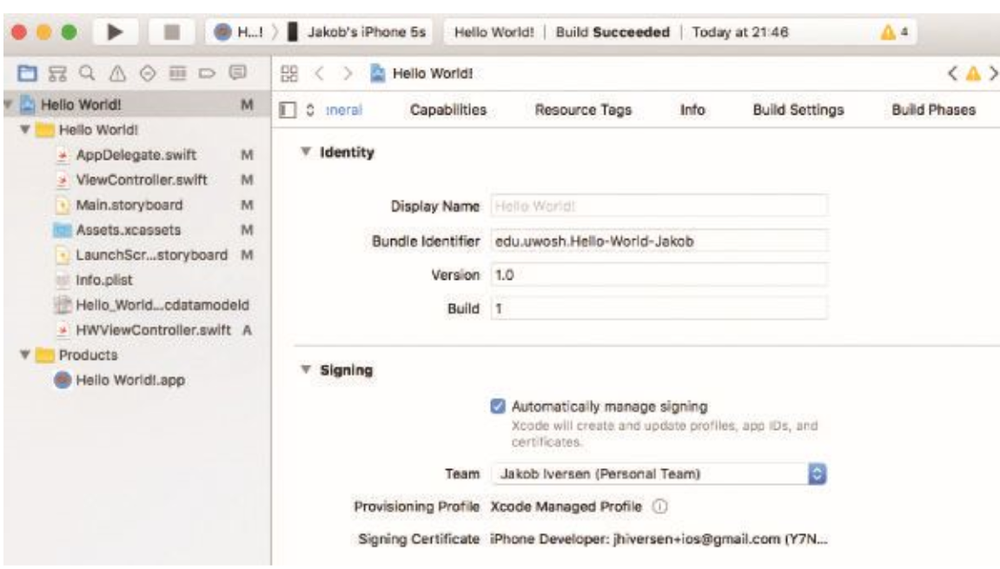 H...! Jakob's iPhone 5s Hello World! | Build Succeeded | Today at 21:46 4
Hello World!
Hello World! M
neral Capabilities Resource Tags Info Build Settings Build Phases
Hello World!
AppDelegate.swift M
ViewController.swift M
Main.storyboard M
Assets.xcassets M
LaunchScr...storyboard M
Info.plist
Hello_World...cdatamodeld
HWViewController.swift A
Products
Hello World!.app
Identity
Display Name Hello World!
Bundle Identifier edu.uwosh.Hello-World-Jakob
Version 1.0
Build 1
Signing
Automatically manage signing
Xcode will create and update profiles, app IDs, and
certificates.
Team Jakob Iversen (Personal Team)
Provisioning Profile Xcode Managed Profile
Signing Certificate iPhone Developer: jhiversen+ios@gmail.com (Y7N...